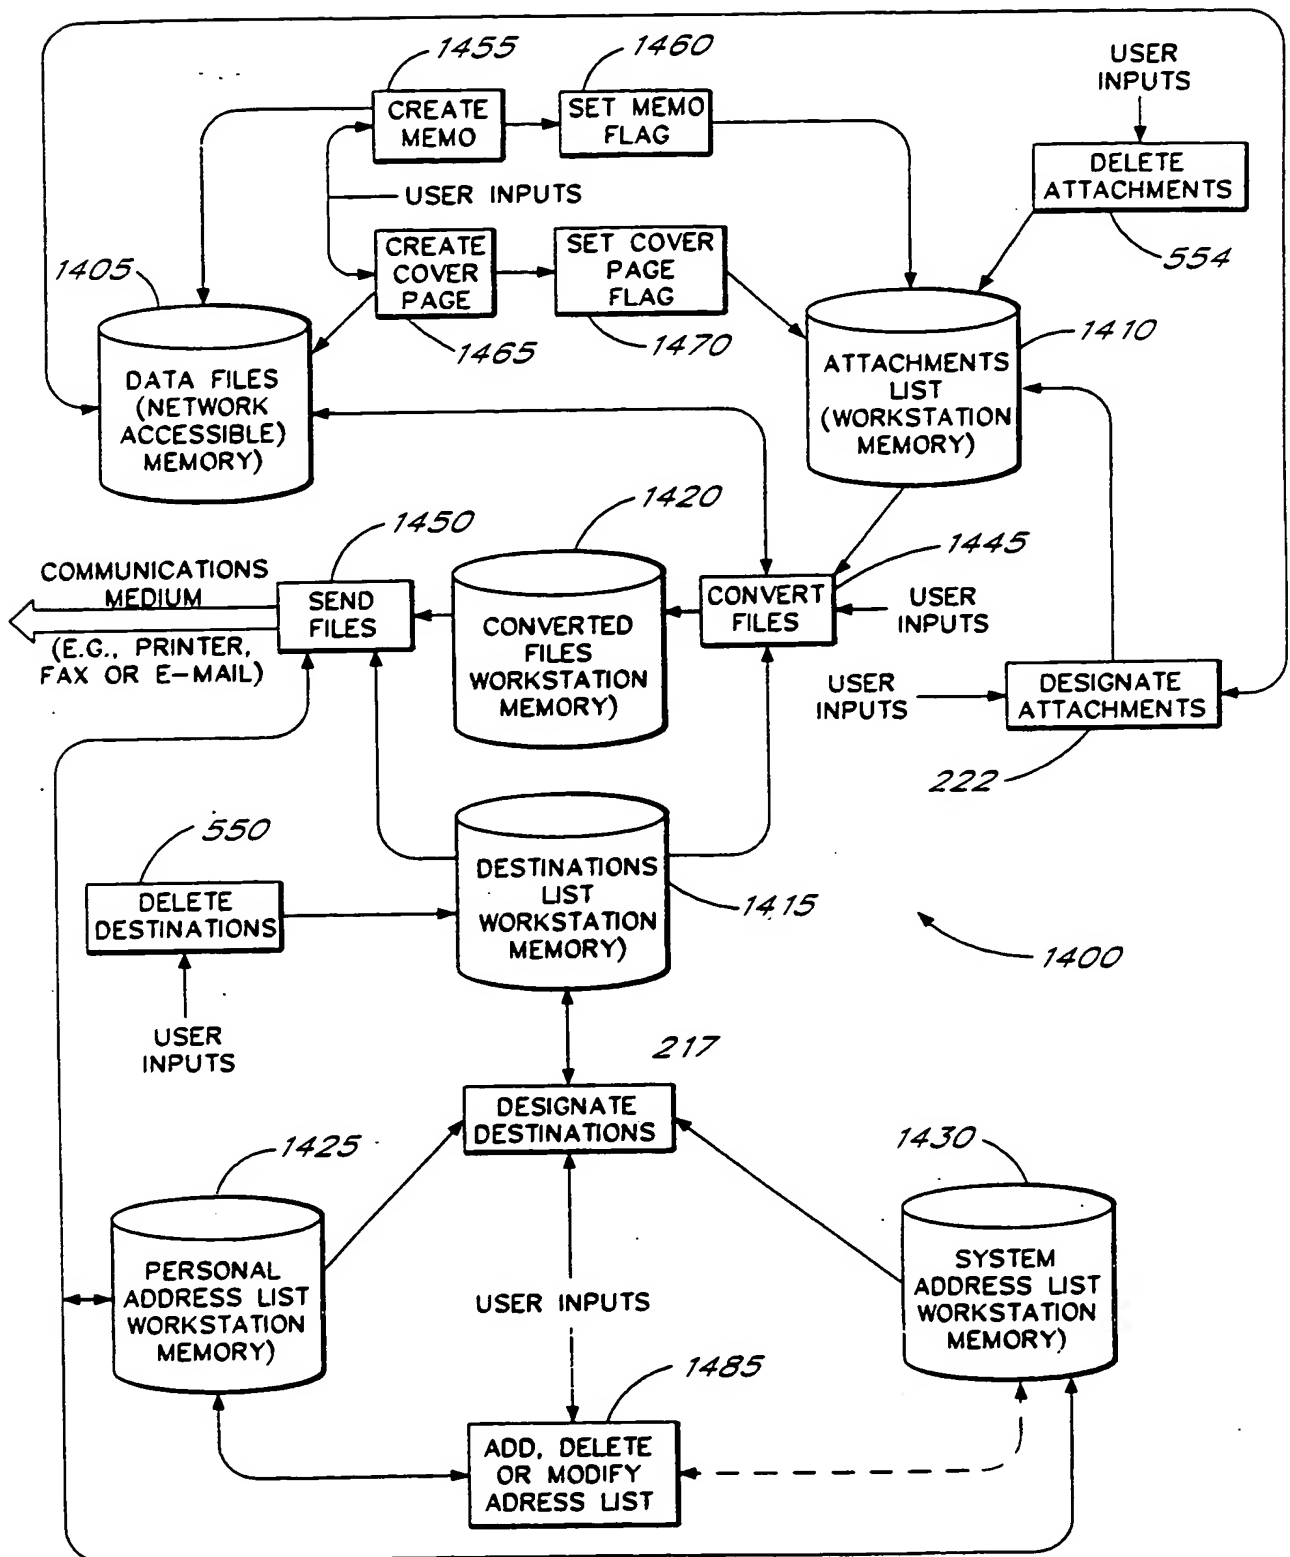 1455
1460
USER
INPUTS
CREATE
MEMO
SET MEMO
FLAG
DELETE
ATTACHMENTS
USER INPUTS
554
1405
CREATE
COVER
PAGE
SET COVER
PAGE
FLAG
1465
1470
1410
DATA FILES
(NETWORK
ACCESSIBLE)
MEMORY)
ATTACHMENTS
LIST
(WORKSTATION
MEMORY)
1450
1420
1445
COMMUNICATIONS
MEDIUM
(E.G., PRINTER,
FAX OR E-MAIL)
SEND
FILES
CONVERTED
FILES
WORKSTATION
MEMORY)
CONVERT
FILES
USER
INPUTS
USER
INPUTS
DESIGNATE
ATTACHMENTS
222
550
DELETE
DESTINATIONS
DESTINATIONS
LIST
WORKSTATION
MEMORY)
1415
1400
USER
INPUTS
217
DESIGNATE
DESTINATIONS
1425
1430
PERSONAL
ADDRESS LIST
WORKSTATION
MEMORY)
USER INPUTS
SYSTEM
ADDRESS LIST
WORKSTATION
MEMORY)
1485
ADD, DELETE
OR MODIFY
ADRESS LIST